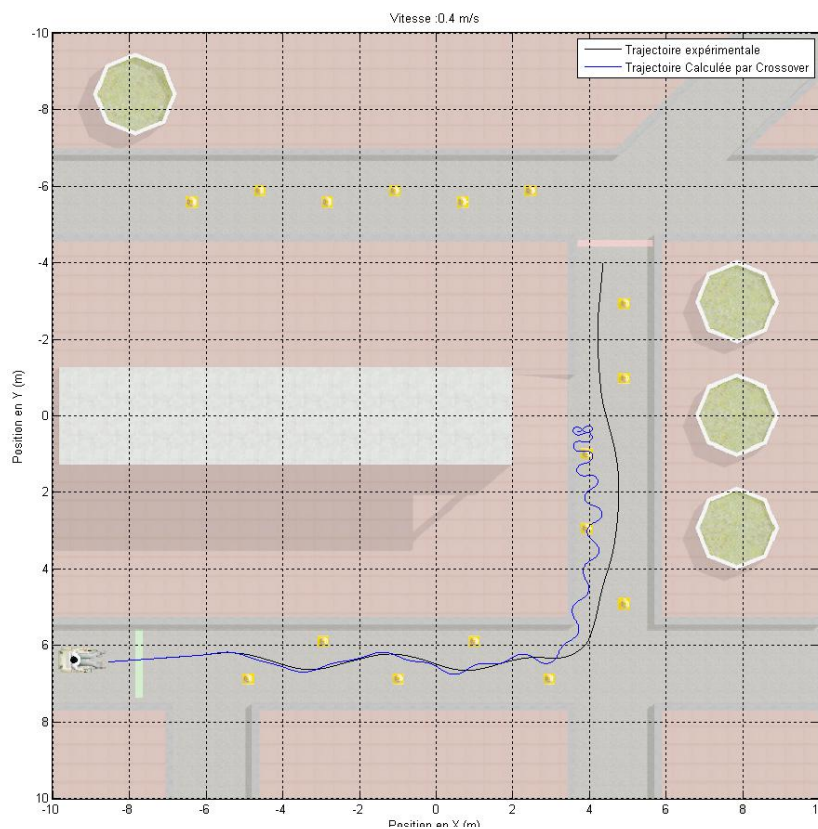 Vitesse :0.4 m/s
Trajectoire expérimentale
Trajectoire Calculée par Crossover
-10
-8
-6
-4
-2
0
2
4
6
8
10
Position en Y (m)
-10 -8 -6 -4 -2 0 2 4 6 8 1
Position en X (m)